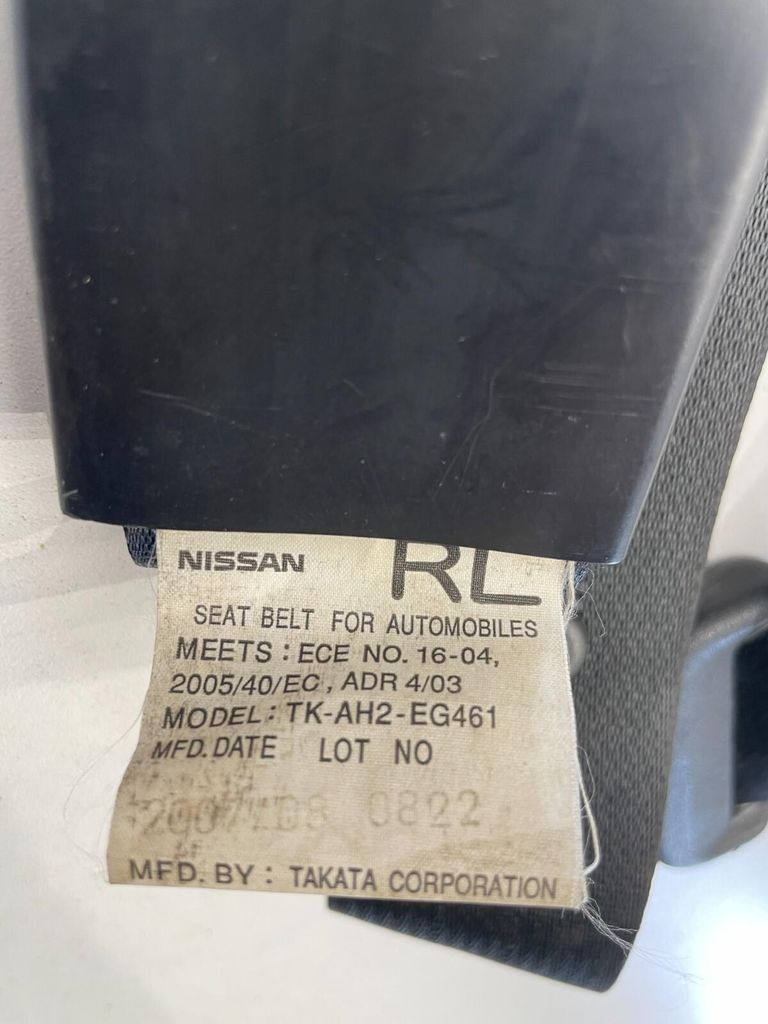 NISSAN RL
SEAT BELT FOR AUTOMOBILES
MEETS : ECE NO. 16-04,
2005/40/EC , ADR 4/03
MODEL: TK-AH2-EG461
MFD. DATE LOT NO
0822
MFD. BY : TAKATA CORPORATION